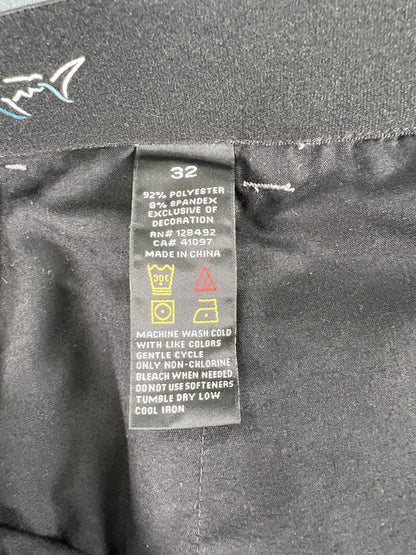 32
92% POLYESTER
8% SPANDEX
EXCLUSIVE OF
DECORATION
RN# 128492
CA# 41097
MADE IN CHINA
30C
MACHINE WASH COLD
WITH LIKE COLORS
GENTLE CYCLE
ONLY NON-CHLORINE
BLEACH WHEN NEEDED
DO NOT USE SOFTENERS
TUMBLE DRY LOW
COOL IRON